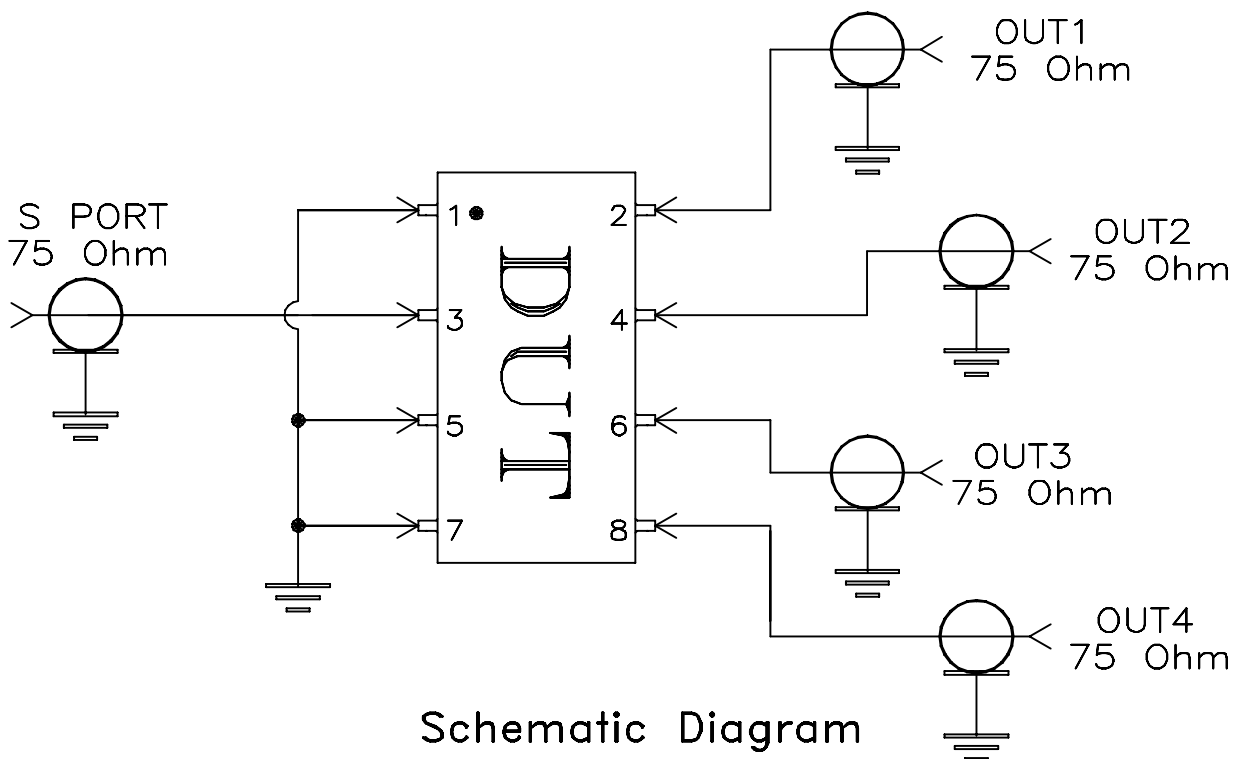 OUT1
75 Ohm
S PORT
75 Ohm
1
2
OUT2
75 Ohm
3
4
DUT
5
6
OUT3
75 Ohm
7
8
OUT4
75 Ohm
Schematic Diagram